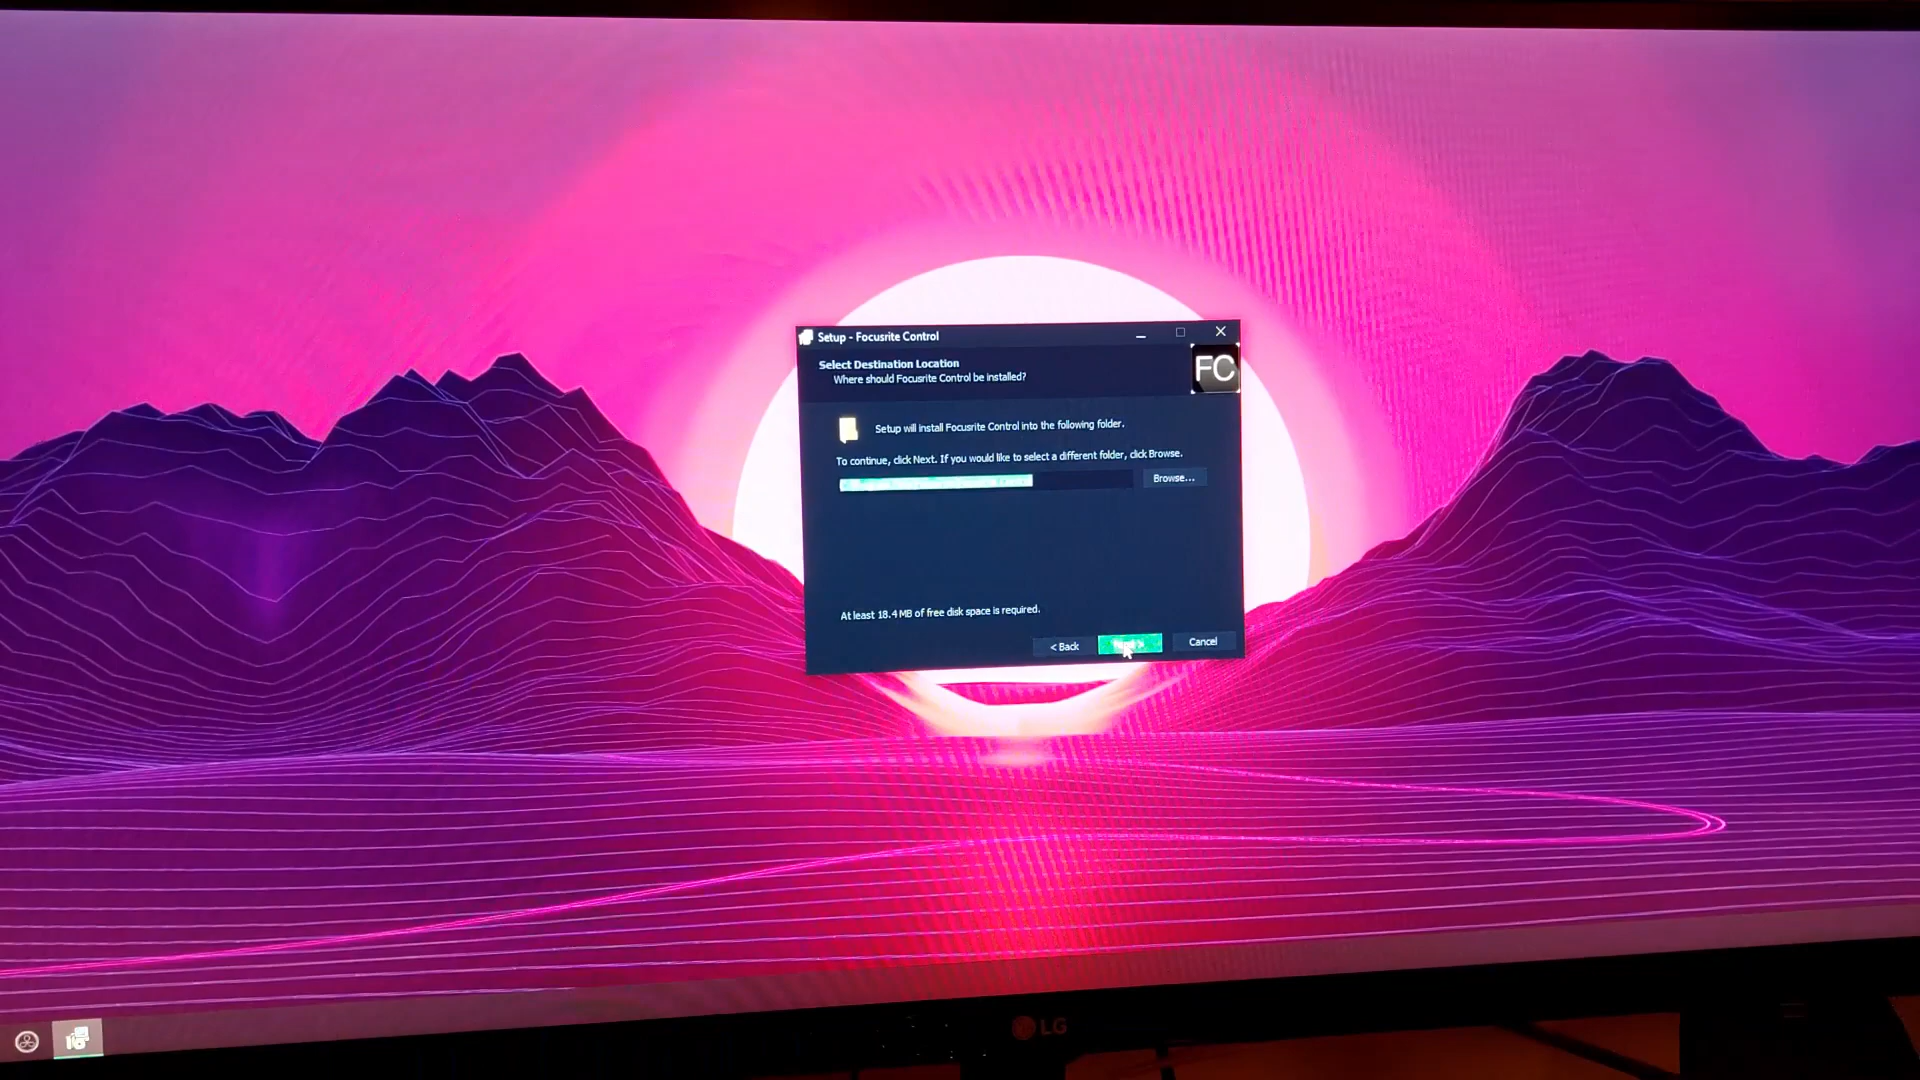 Setup - Focusrite Control
Select Destination Location
Where should Focusrite Control be installed?
FC
Setup will install Focusrite Control into the following folder.
To continue, click Next. If you would like to select a different folder, click Browse.
Browse...
At least 18.4 MB of free disk space is required.
< Back
Cancel
LG